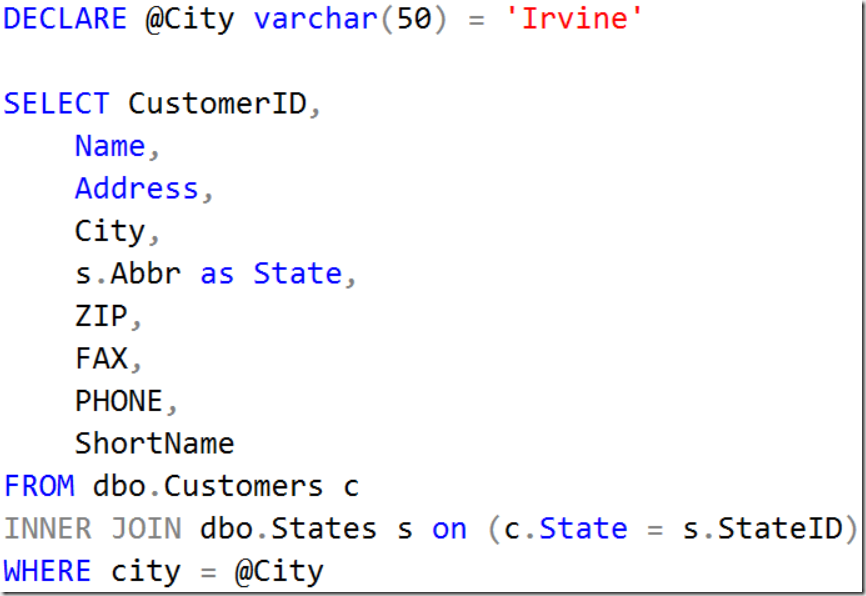 DECLARE @City varchar(50) = 'Irvine'
SELECT CustomerID,
Name,
Address,
City,
s.Abbr as State,
ZIP,
FAX,
PHONE,
ShortName
FROM dbo.Customers c
INNER JOIN dbo.States s on (c.State = s.StateID)
WHERE city = @City